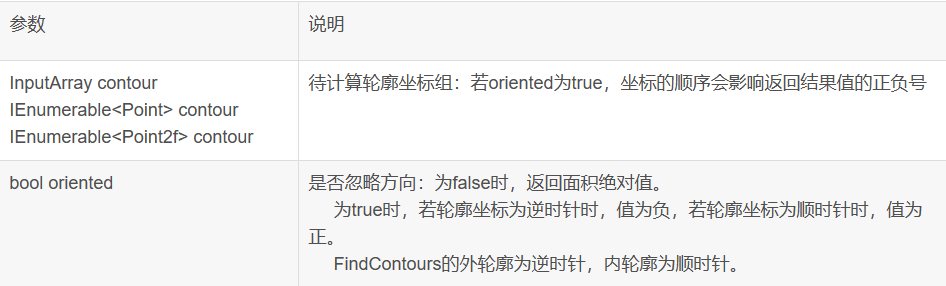 参数 说明
InputArray contour 待计算轮廓坐标组：若oriented为true，坐标的顺序会影响返回结果值的正负号
IEnumerable<Point> contour
IEnumerable<Point2f> contour
bool oriented 是否忽略方向：为false时，返回面积绝对值。
为true时，若轮廓坐标为逆时针时，值为负，若轮廓坐标为顺时针时，值为
正。
FindContours的外轮廓为逆时针，内轮廓为顺时针。